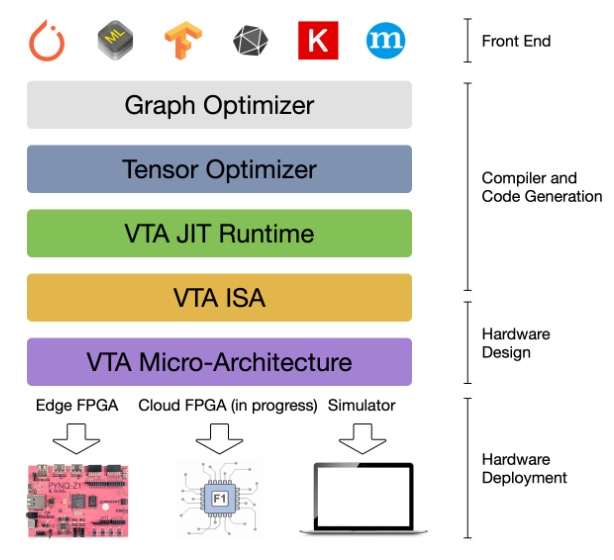 ML
K
m
Front End
Graph Optimizer
Tensor Optimizer
VTA JIT Runtime
VTA ISA
VTA Micro-Architecture
Compiler and
Code Generation
Hardware
Design
Edge FPGA
Cloud FPGA (in progress)
Simulator
PYNQ-Z1
F1
Hardware
Deployment